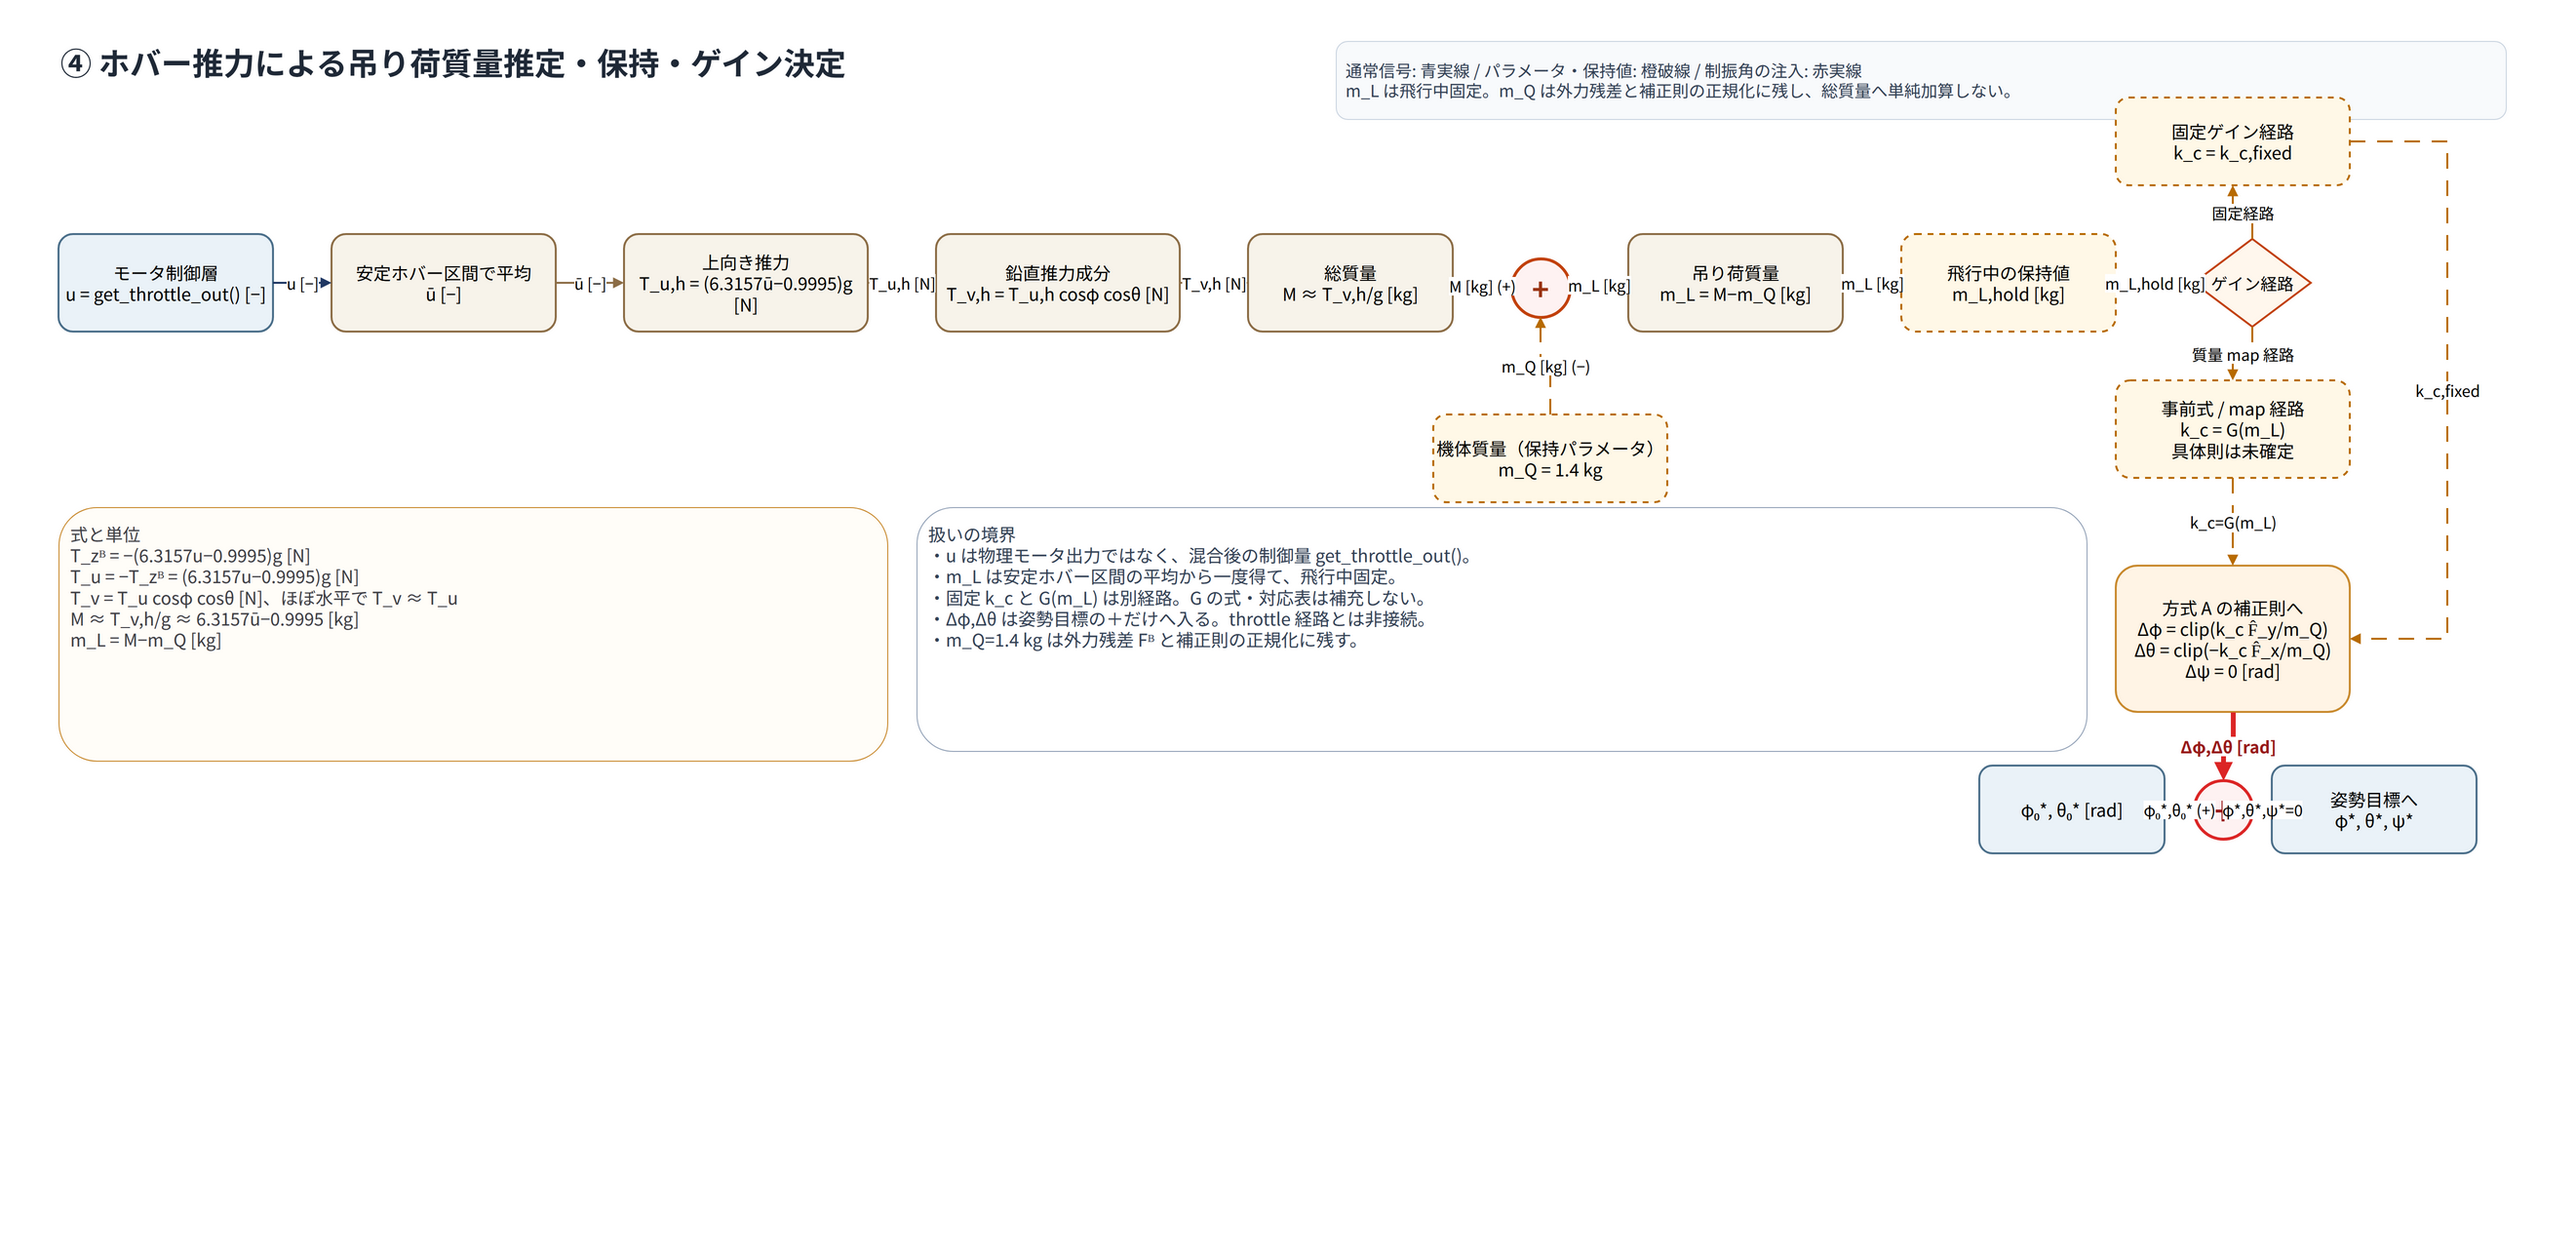 ④ ホバー推力による吊り荷質量推定・保持・ゲイン決定
通常信号: 青実線 / パラメータ・保持値: 橙破線 / 制振角の注入: 赤実線
m_L は飛行中固定。m_Q は外力残差と補正則の正規化に残し、総質量へ単純加算しない。
固定ゲイン経路
k_c = k_c,fixed
固定経路
モータ制御層
u = get_throttle_out() [−]
u [−]
安定ホバー区間で平均
ū [−]
ū [−]
上向き推力
T_u,h = (6.3157ū−0.9995)g
[N]
T_u,h [N]
鉛直推力成分
T_v,h = T_u,h cosφ cosθ [N]
T_v,h [N]
総質量
M ≈ T_v,h/g [kg]
M [kg] (+)
+
m_L [kg]
吊り荷質量
m_L = M−m_Q [kg]
m_L [kg]
飛行中の保持値
m_L,hold [kg]
m_L,hold [kg]
ゲイン経路
質量 map 経路
m_Q [kg] (−)
機体質量（保持パラメータ）
m_Q = 1.4 kg
事前式 / map 経路
k_c = G(m_L)
具体則は未確定
k_c,fixed
k_c=G(m_L)
式と単位
T_zᴮ = −(6.3157u−0.9995)g [N]
T_u = −T_zᴮ = (6.3157u−0.9995)g [N]
T_v = T_u cosφ cosθ [N]、ほぼ水平で T_v ≈ T_u
M ≈ T_v,h/g ≈ 6.3157ū−0.9995 [kg]
m_L = M−m_Q [kg]
扱いの境界
・u は物理モータ出力ではなく、混合後の制御量 get_throttle_out()。
・m_L は安定ホバー区間の平均から一度得て、飛行中固定。
・固定 k_c と G(m_L) は別経路。G の式・対応表は補充しない。
・Δφ,Δθ は姿勢目標の＋だけへ入る。throttle 経路とは非接続。
・m_Q=1.4 kg は外力残差 Fᴮ と補正則の正規化に残す。
方式 A の補正則へ
Δφ = clip(k_c F̂_y/m_Q)
Δθ = clip(−k_c F̂_x/m_Q)
Δψ = 0 [rad]
Δφ,Δθ [rad]
φ₀*, θ₀* [rad]
φ₀*,θ₀* (+)
φ*,θ*,ψ*=0
姿勢目標へ
φ*, θ*, ψ*